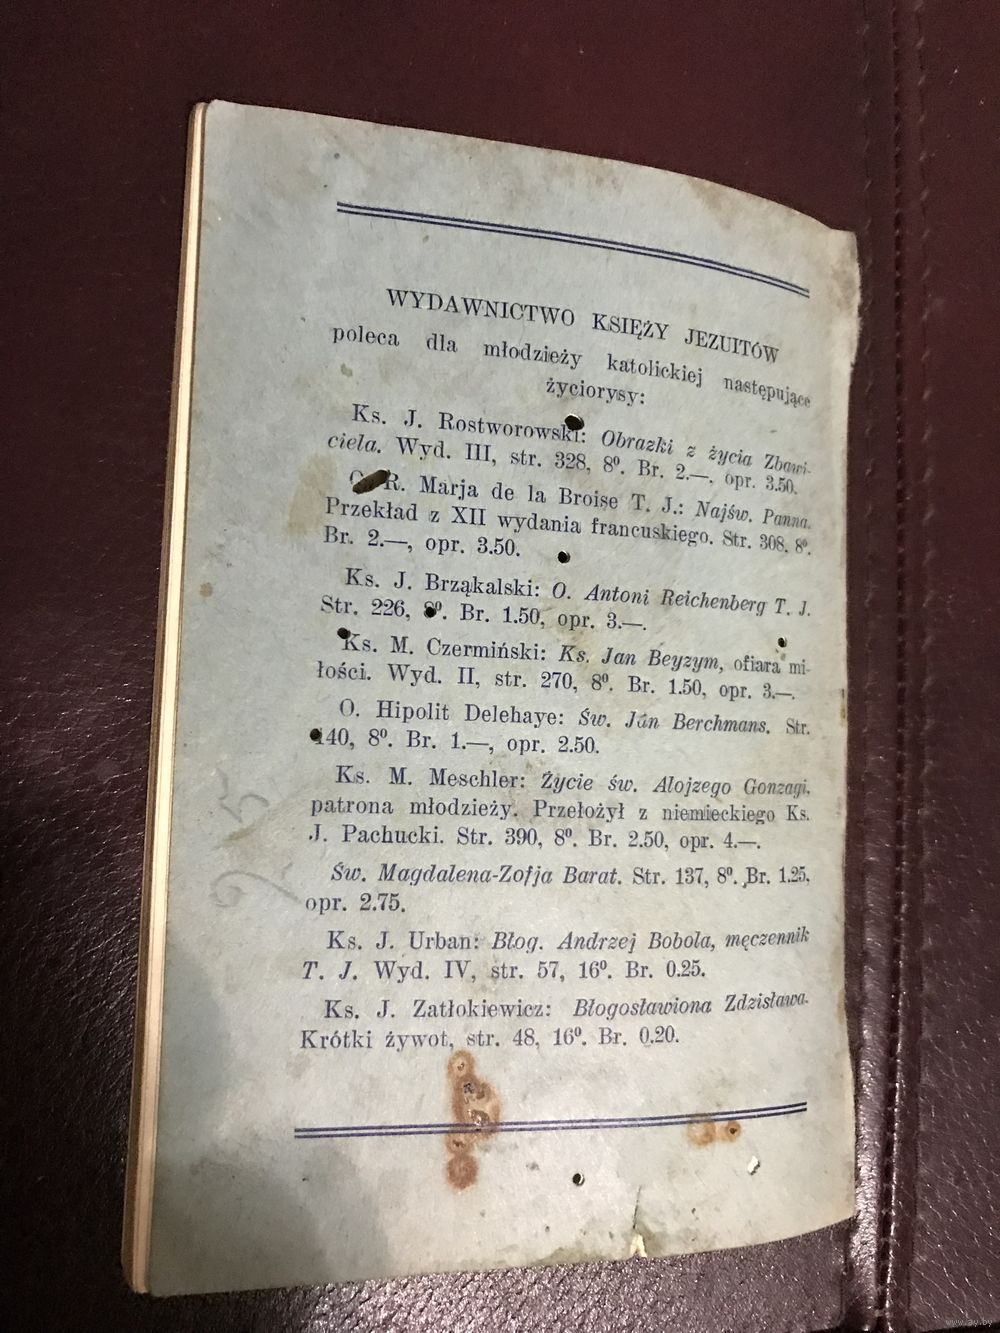 WYDAWNICTWO KSIĘŻY JEZUITÓW
poleca dla młodzieży katolickiej następujące
życiorysy:
Ks. J. Rostworowski: Obrazki z życia Zbawi-
ciela. Wyd. III, str. 328, 8⁰. Br. 2.—, opr. 3.50.
R. Marja de la Broise T. J.: Najśw. Panna.
Przekład z XII wydania francuskiego. Str. 308, 8⁰.
Br. 2.—, opr. 3.50.
Ks. J. Brząkalski: O. Antoni Reichenberg T. J.
Str. 226, 8⁰. Br. 1.50, opr. 3.—.
Ks. M. Czermiński: Ks. Jan Beyzym, ofiara mi-
łości. Wyd. II, str. 270, 8⁰. Br. 1.50, opr. 3.—.
O. Hipolit Delehaye: Św. Jan Berchmans. Str.
140, 8⁰. Br. 1.—, opr. 2.50.
Ks. M. Meschler: Życie św. Alojzego Gonzagi,
patrona młodzieży. Przełożył z niemieckiego Ks.
J. Pachucki. Str. 390, 8⁰. Br. 2.50, opr. 4.—.
Św. Magdalena-Zofja Barat. Str. 137, 8⁰. Br. 1.25,
opr. 2.75.
Ks. J. Urban: Błog. Andrzej Bobola, męczennik
T. J. Wyd. IV, str. 57, 16⁰. Br. 0.25.
Ks. J. Zatłokiewicz: Błogosławiona Zdzisława.
Krótki żywot, str. 48, 16⁰. Br. 0.20.
www.ay.by